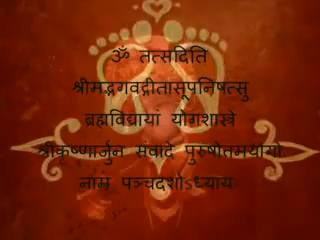 ॐ तत्सदिति
श्रीमद्भगवद्गीतासूपनिषत्सु
ब्रह्मविद्यायां योगशास्त्रे
श्रीकृष्णार्जुन संवादे पुरुषोतमयोगो
नाम पञ्चदशोऽध्याय